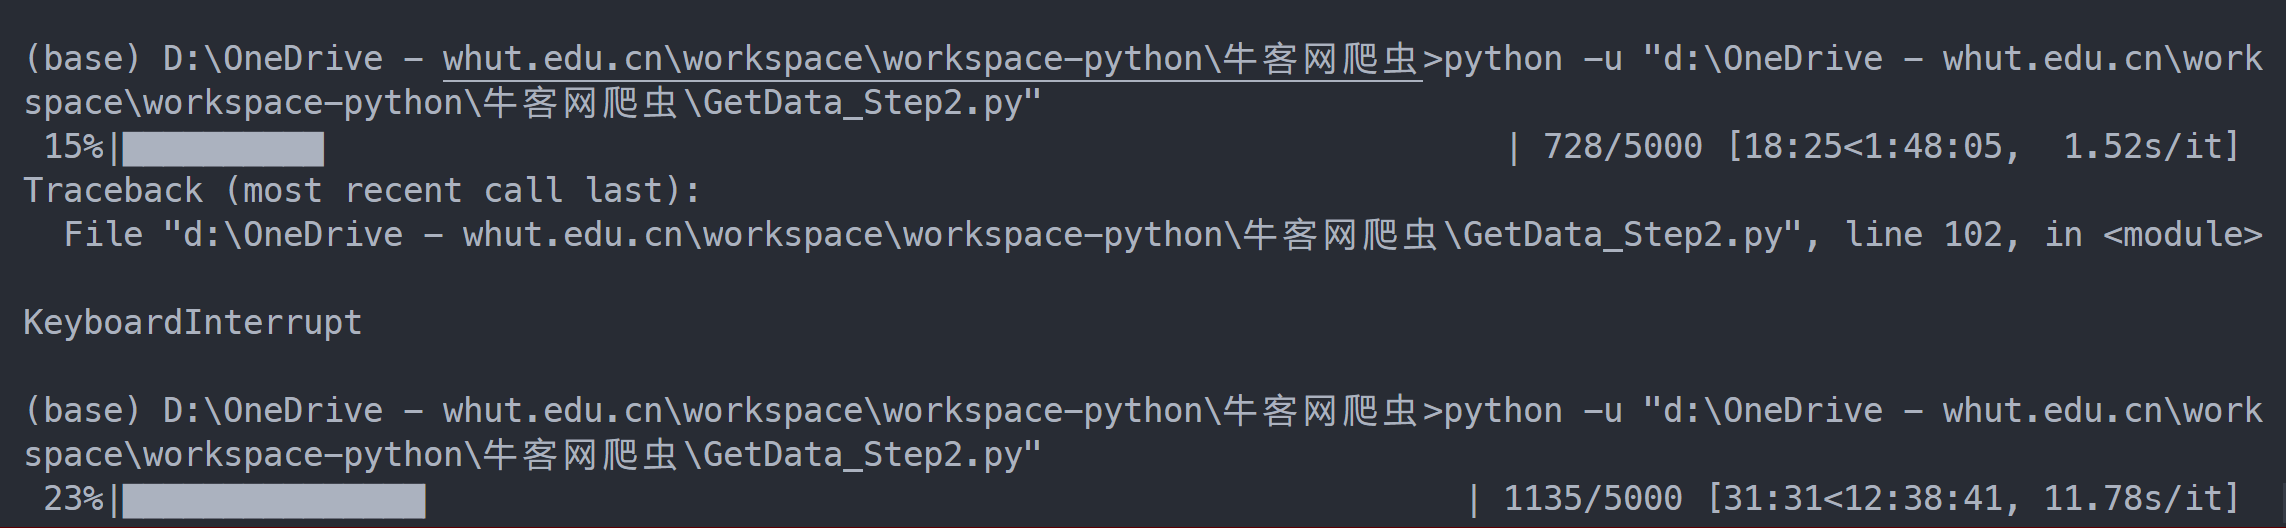 (base) D:\OneDrive - whut.edu.cn\workspace\workspace-python\牛客网爬虫>python -u "d:\OneDrive - whut.edu.cn\work
space\workspace-python\牛客网爬虫\GetData_Step2.py"
15%|██████████ | 728/5000 [18:25<1:48:05,  1.52s/it]
Traceback (most recent call last):
  File "d:\OneDrive - whut.edu.cn\workspace\workspace-python\牛客网爬虫\GetData_Step2.py", line 102, in <module>
KeyboardInterrupt
(base) D:\OneDrive - whut.edu.cn\workspace\workspace-python\牛客网爬虫>python -u "d:\OneDrive - whut.edu.cn\work
space\workspace-python\牛客网爬虫\GetData_Step2.py"
23%|███████████████ | 1135/5000 [31:31<12:38:41, 11.78s/it]